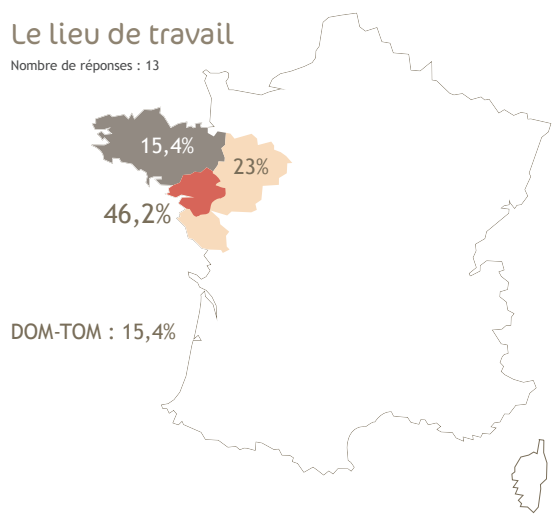 Le lieu de travail
Nombre de réponses : 13
15,4%
23%
46,2%
DOM-TOM : 15,4%